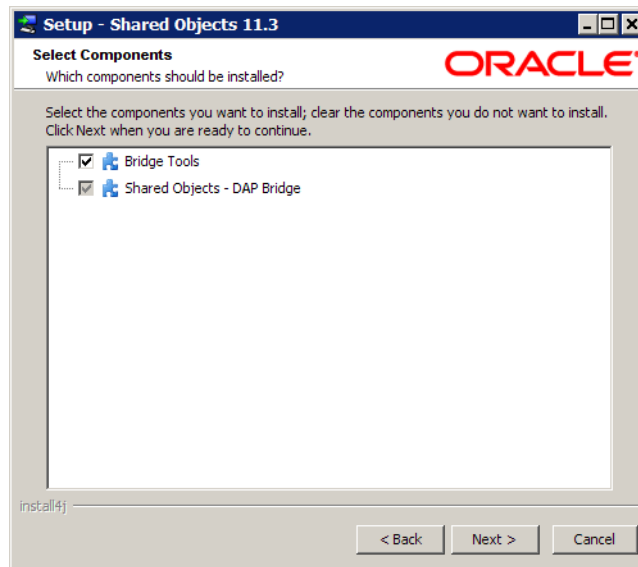 Setup - Shared Objects 11.3
Select Components
Which components should be installed?
ORACLE
Select the components you want to install; clear the components you do not want to install.
Click Next when you are ready to continue.
Bridge Tools
Shared Objects - DAP Bridge
install4j
< Back
Next >
Cancel